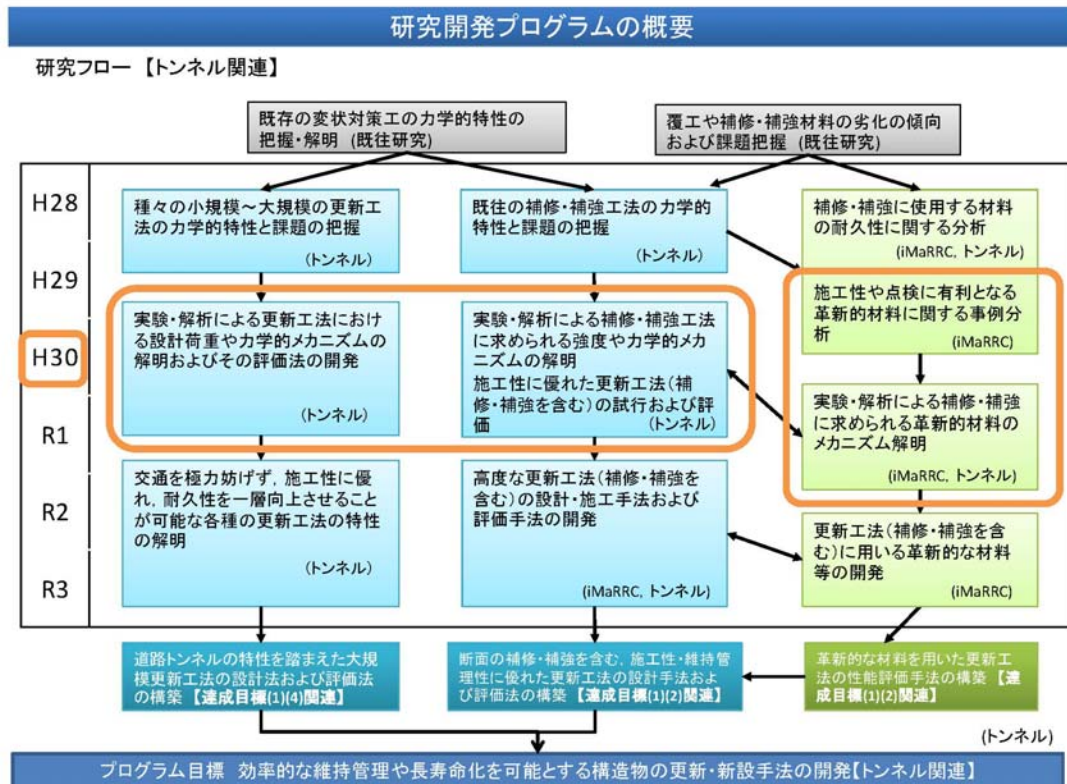 研究開発プログラムの概要
研究フロー 【トンネル関連】
既存の変状対策工の力学的特性の
把握・解明 (既往研究)
覆工や補修・補強材料の劣化の傾向
および課題把握 (既往研究)
H28
H29
H30
R1
R2
R3
種々の小規模～大規模の更新工
法の力学的特性と課題の把握
(トンネル)
既往の補修・補強工法の力学的
特性と課題の把握
(トンネル)
補修・補強に使用する材料
の耐久性に関する分析
(iMaRRC, トンネル)
施工性や点検に有利となる
革新的材料に関する事例分
析
(iMaRRC)
実験・解析による更新工法にお
ける設計荷重や力学的メカニズムの
解明およびその評価法の開発
(トンネル)
実験・解析による補修・補強工法に
求められる強度や力学的メカ
ニズムの解明
施工性に優れた更新工法(補
修・補強を含む)の試行および評
価
(トンネル)
実験・解析による補修・補強
に求められる革新的材料の
メカニズム解明
(iMaRRC, トンネル)
交通を極力妨げず，施工性に優
れ，耐久性を一層向上させること
が可能な各種の更新工法の特性
の解明
(トンネル)
高度な更新工法(補修・補強を
含む)の設計・施工手法および
評価手法の開発
(iMaRRC, トンネル)
更新工法(補修・補強を含
む)に用いる革新的な材料
等の開発
(iMaRRC)
道路トンネルの特性を踏まえた大規
模更新工法の設計法および評価法
の構築 【達成目標(1)(4)関連】
断面の補修・補強を含む，施工性・維持管
理性に優れた更新工法の設計手法およ
び評価法の構築 【達成目標(1)(2)関連】
革新的な材料を用いた更新工
法の性能評価手法の構築 【達
成目標(1)(2)関連】
(トンネル)
プログラム目標 効率的な維持管理や長寿命化を可能とする構造物の更新・新設手法の開発【トンネル関連】